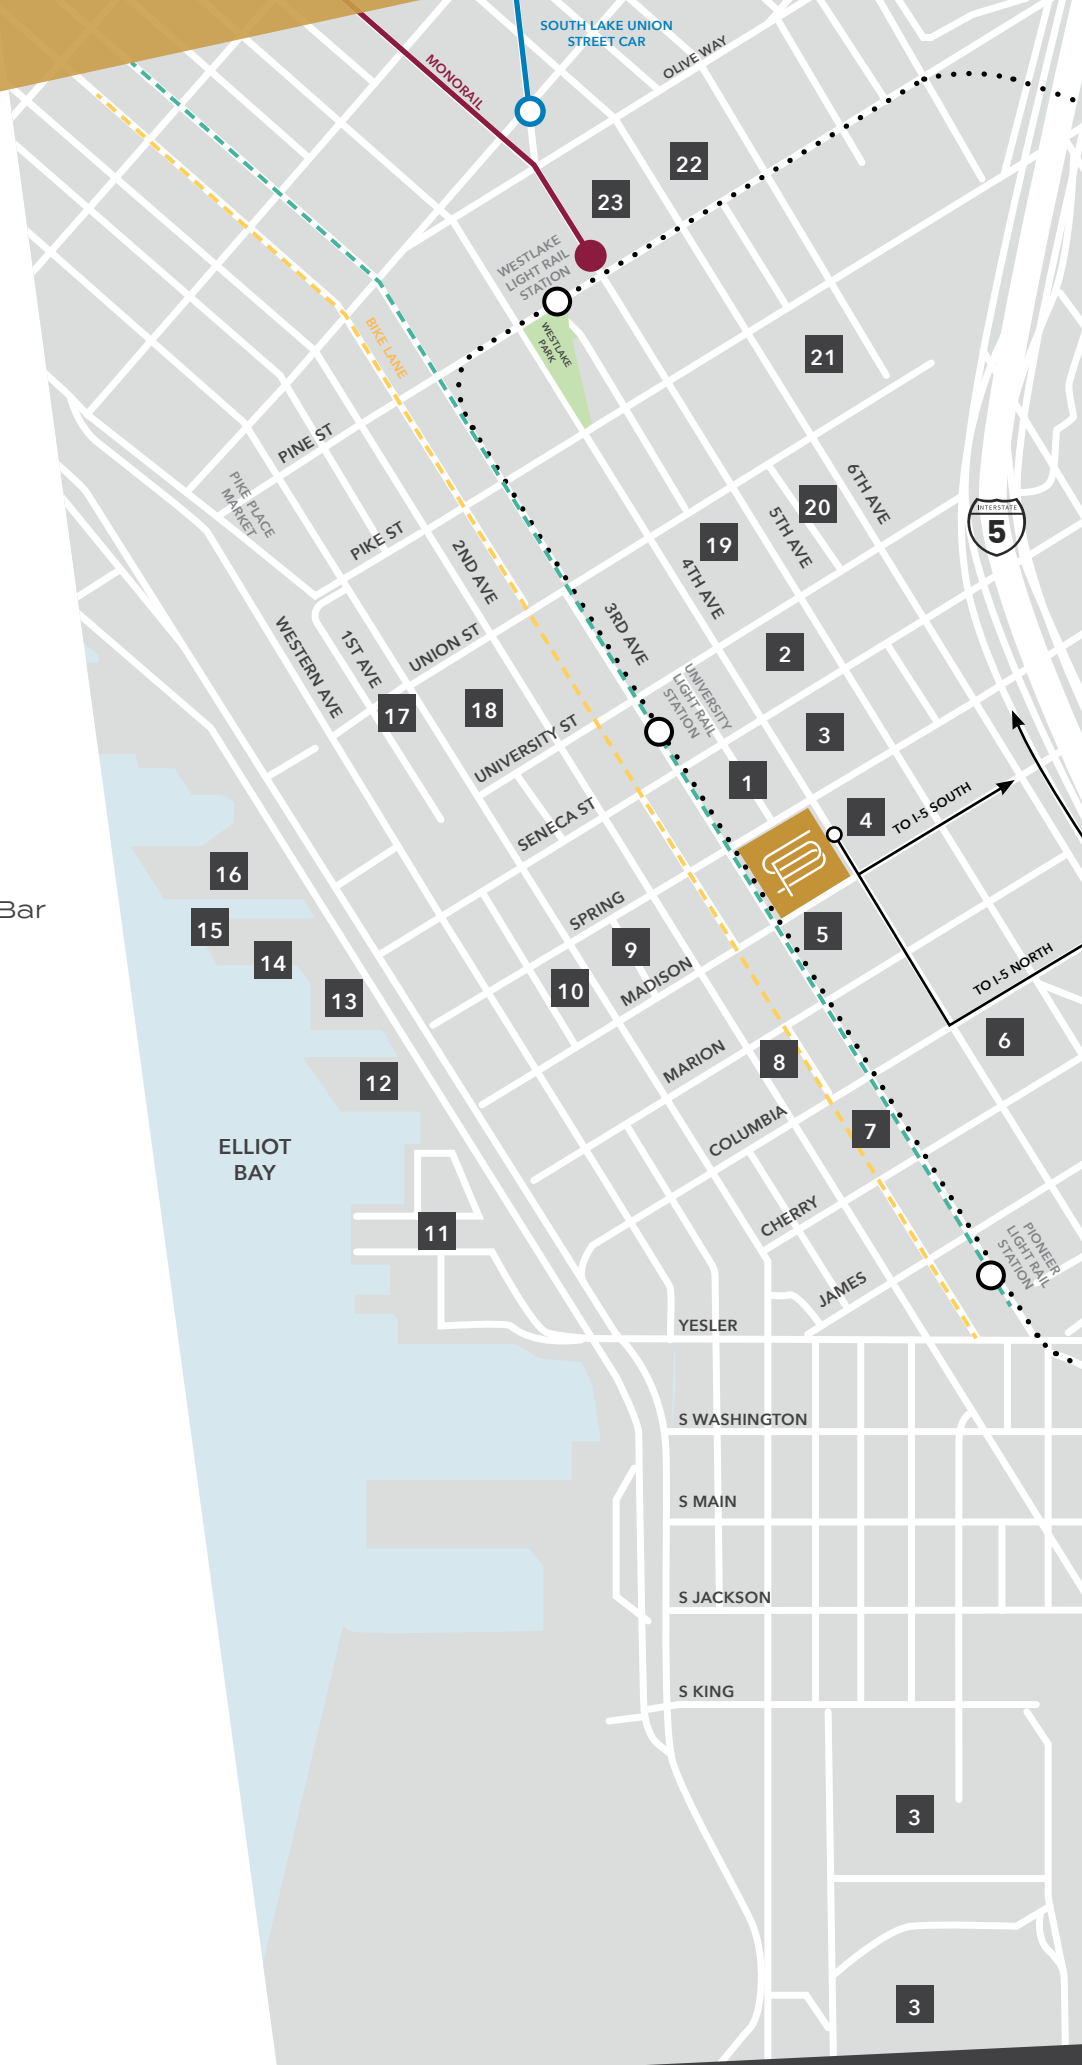 SOUTH LAKE UNION
STREET CAR
OLIVE WAY
MONORAIL
22
23
WESTLAKE
LIGHT RAIL
STATION
WESTLAKE
PARK
BIKE LANE
21
PINE ST
PIKE PLACE
MARKET
6TH AVE
20
5TH AVE
INTERSTATE
5
PIKE ST
2ND AVE
19
4TH AVE
3RD AVE
WESTERN AVE
1ST AVE
UNION ST
2
UNIVERSITY
LIGHT RAIL
STATION
17
18
UNIVERSITY ST
3
1
SENECA ST
4
TO I-5 SOUTH
16
Bar
15
SPRING
5
14
9
10
MADISON
13
TO I-5 NORTH
6
MARION
8
12
COLUMBIA
7
ELLIOT
BAY
CHERRY
11
PIONEER
LIGHT RAIL
STATION
JAMES
YESLER
S WASHINGTON
S MAIN
S JACKSON
S KING
3
3